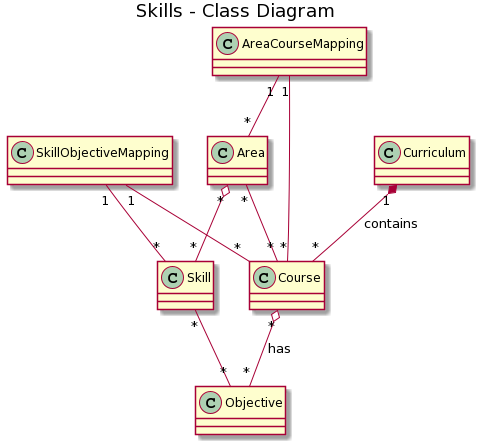 Skills - Class Diagram
C AreaCourseMapping
1 1
*
C SkillObjectiveMapping
C Area
C Curriculum
1 1
* *
1
contains
* * * * * *
C Skill
C Course
* *
has
* *
C Objective